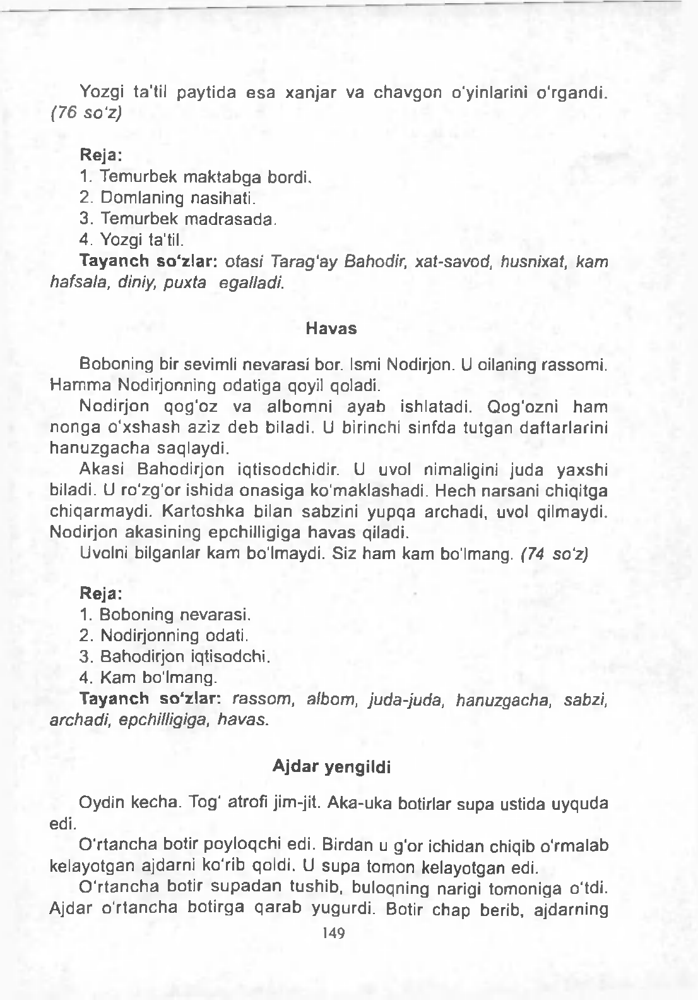 Yozgi ta'til paytida esa xanjar va chavgon o'yinlarini o'rgandi.
(76 so'z)
Reja:
1. Temurbek maktabga bordi.
2. Domlaning nasihati.
3. Temurbek madrasada.
4. Yozgi ta'til.
Tayanch so‘zlar: otasi Tarag'ay Bahodir, xat-savod, husnixat, kam
hafsala, diniy, puxta egalladi.
Havas
Boboning bir sevimli nevarasi bor. Ismi Nodirjon. U oilaning rassomi.
Hamma Nodirjonning odatiga qoyil qoladi.
Nodirjon qog'oz va albomni ayab ishlatadi. Qog'ozni ham
nonga o'xshash aziz deb biladi. U birinchi sinfda tutgan daftarlarini
hanuzgacha saqlaydi.
Akasi Bahodirjon iqtisodchidir. U uvol nimaligini juda yaxshi
biladi. U ro'zg'or ishida onasiga ko'maklashadi. Hech narsani chiqitga
chiqarmaydi. Kartoshka bilan sabzini yupqa archadi, uvol qilmaydi.
Nodirjon akasining epchilligiga havas qiladi.
Uvolni bilganlar kam bo'lmaydi. Siz ham kam bo'lmang. (74 so'z)
Reja:
1. Boboning nevarasi.
2. Nodirjonning odati.
3. Bahodirjon iqtisodchi.
4. Kam bo'lmang.
Tayanch so‘zlar: rassom, albom, juda-juda, hanuzgacha, sabzi,
archadi, epchilligiga, havas.
Ajdar yengildi
Oydin kecha. Tog' atrofi jim-jit. Aka-uka botirlar supa ustida uyquda
edi.
O'rtancha botir poyloqchi edi. Birdan u g'or ichidan chiqib o'rmalab
kelayotgan ajdarni ko'rib qoldi. U supa tomon kelayotgan edi.
O'rtancha botir supadan tushib, buloqning narigi tomoniga o'tdi.
Ajdar o'rtancha botirga qarab yugurdi. Botir chap berib, ajdarning
149